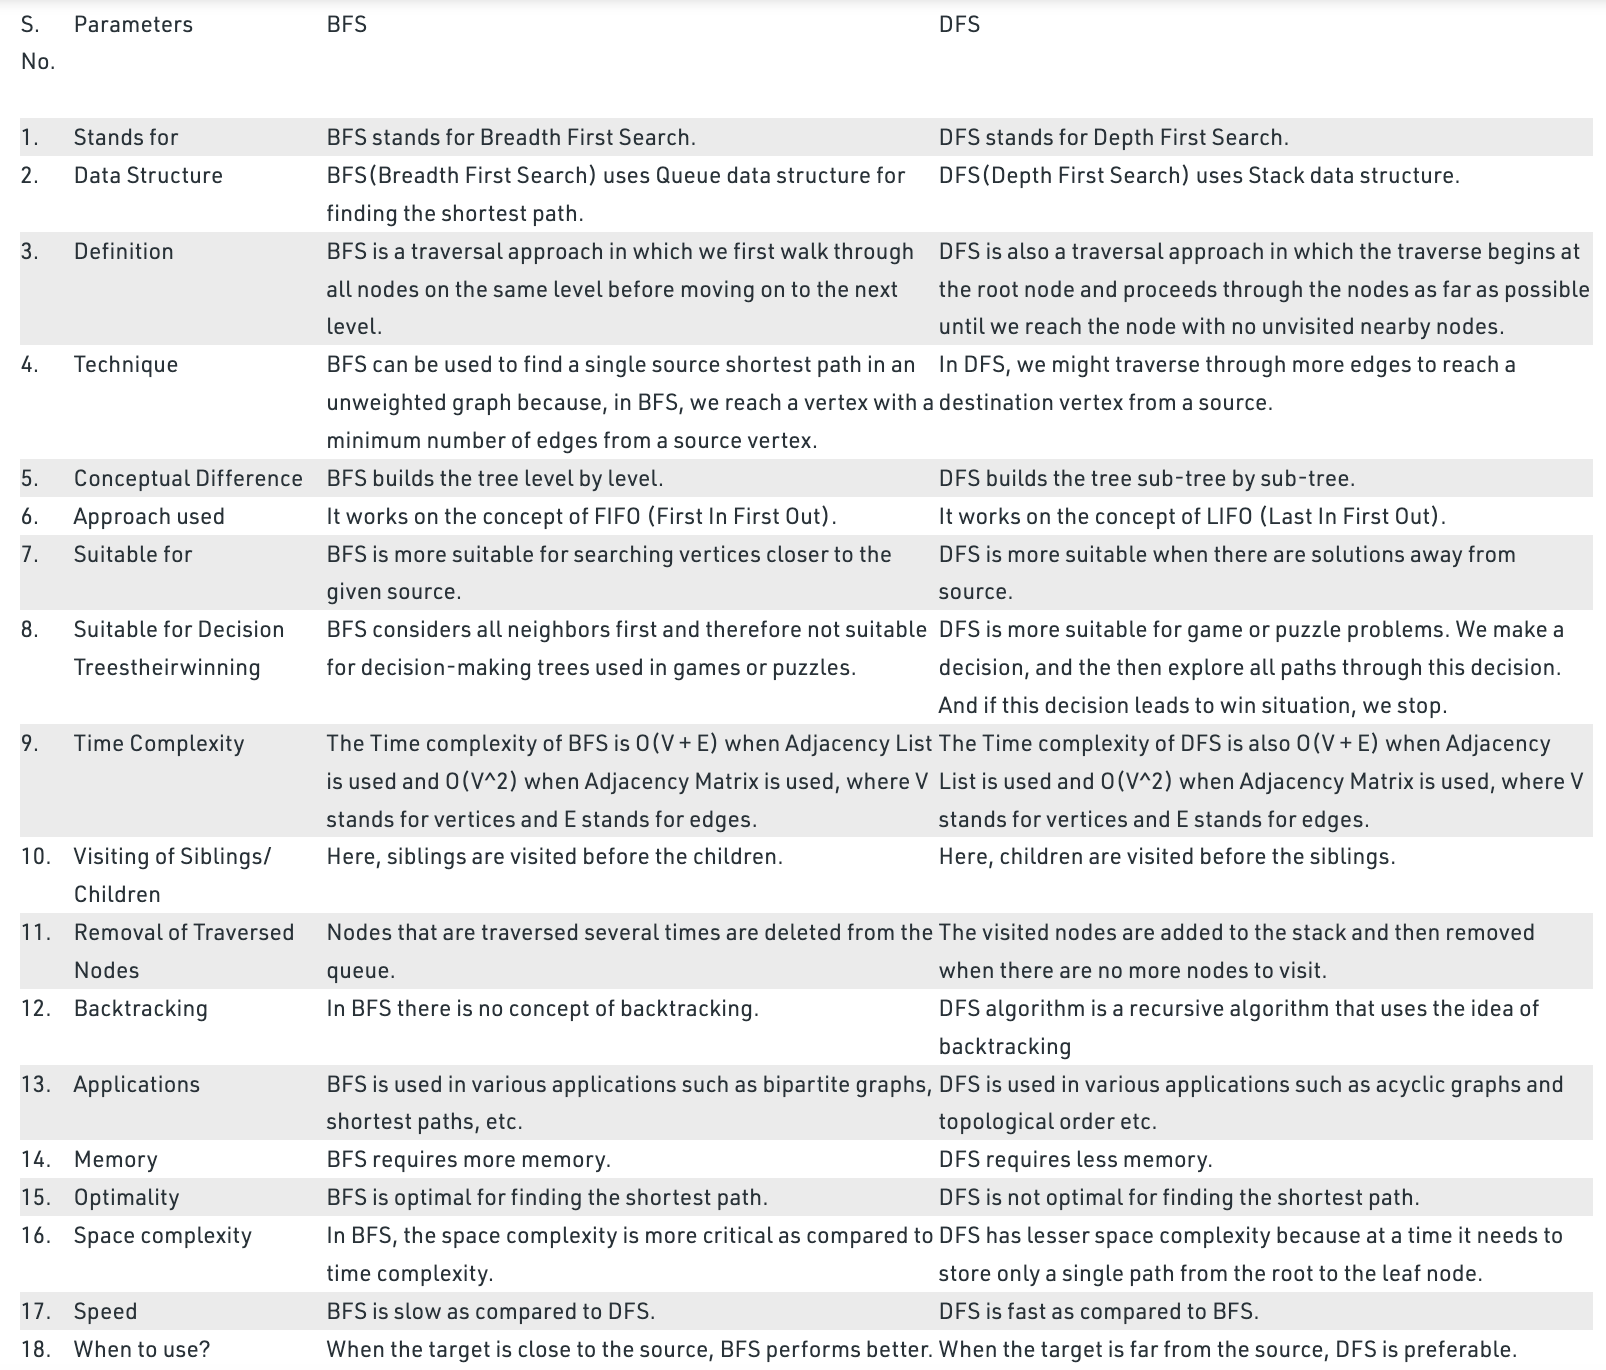 S. No. Parameters BFS DFS
1. Stands for BFS stands for Breadth First Search. DFS stands for Depth First Search.
2. Data Structure BFS(Breadth First Search) uses Queue data structure for finding the shortest path. DFS(Depth First Search) uses Stack data structure.
3. Definition BFS is a traversal approach in which we first walk through all nodes on the same level before moving on to the next level. DFS is also a traversal approach in which the traverse begins at the root node and proceeds through the nodes as far as possible until we reach the node with no unvisited nearby nodes.
4. Technique BFS can be used to find a single source shortest path in an unweighted graph because, in BFS, we reach a vertex with a minimum number of edges from a source vertex. In DFS, we might traverse through more edges to reach a destination vertex from a source.
5. Conceptual Difference BFS builds the tree level by level. DFS builds the tree sub-tree by sub-tree.
6. Approach used It works on the concept of FIFO (First In First Out). It works on the concept of LIFO (Last In First Out).
7. Suitable for BFS is more suitable for searching vertices closer to the given source. DFS is more suitable when there are solutions away from source.
8. Suitable for Decision Treestheirwinning BFS considers all neighbors first and therefore not suitable for decision-making trees used in games or puzzles. DFS is more suitable for game or puzzle problems. We make a decision, and the then explore all paths through this decision. And if this decision leads to win situation, we stop.
9. Time Complexity The Time complexity of BFS is O(V + E) when Adjacency List is used and O(V^2) when Adjacency Matrix is used, where V stands for vertices and E stands for edges. The Time complexity of DFS is also O(V + E) when Adjacency List is used and O(V^2) when Adjacency Matrix is used, where V stands for vertices and E stands for edges.
10. Visiting of Siblings/ Children Here, siblings are visited before the children. Here, children are visited before the siblings.
11. Removal of Traversed Nodes Nodes that are traversed several times are deleted from the queue. The visited nodes are added to the stack and then removed when there are no more nodes to visit.
12. Backtracking In BFS there is no concept of backtracking. DFS algorithm is a recursive algorithm that uses the idea of backtracking
13. Applications BFS is used in various applications such as bipartite graphs, shortest paths, etc. DFS is used in various applications such as acyclic graphs and topological order etc.
14. Memory BFS requires more memory. DFS requires less memory.
15. Optimality BFS is optimal for finding the shortest path. DFS is not optimal for finding the shortest path.
16. Space complexity In BFS, the space complexity is more critical as compared to time complexity. DFS has lesser space complexity because at a time it needs to store only a single path from the root to the leaf node.
17. Speed BFS is slow as compared to DFS. DFS is fast as compared to BFS.
18. When to use? When the target is close to the source, BFS performs better. When the target is far from the source, DFS is preferable.